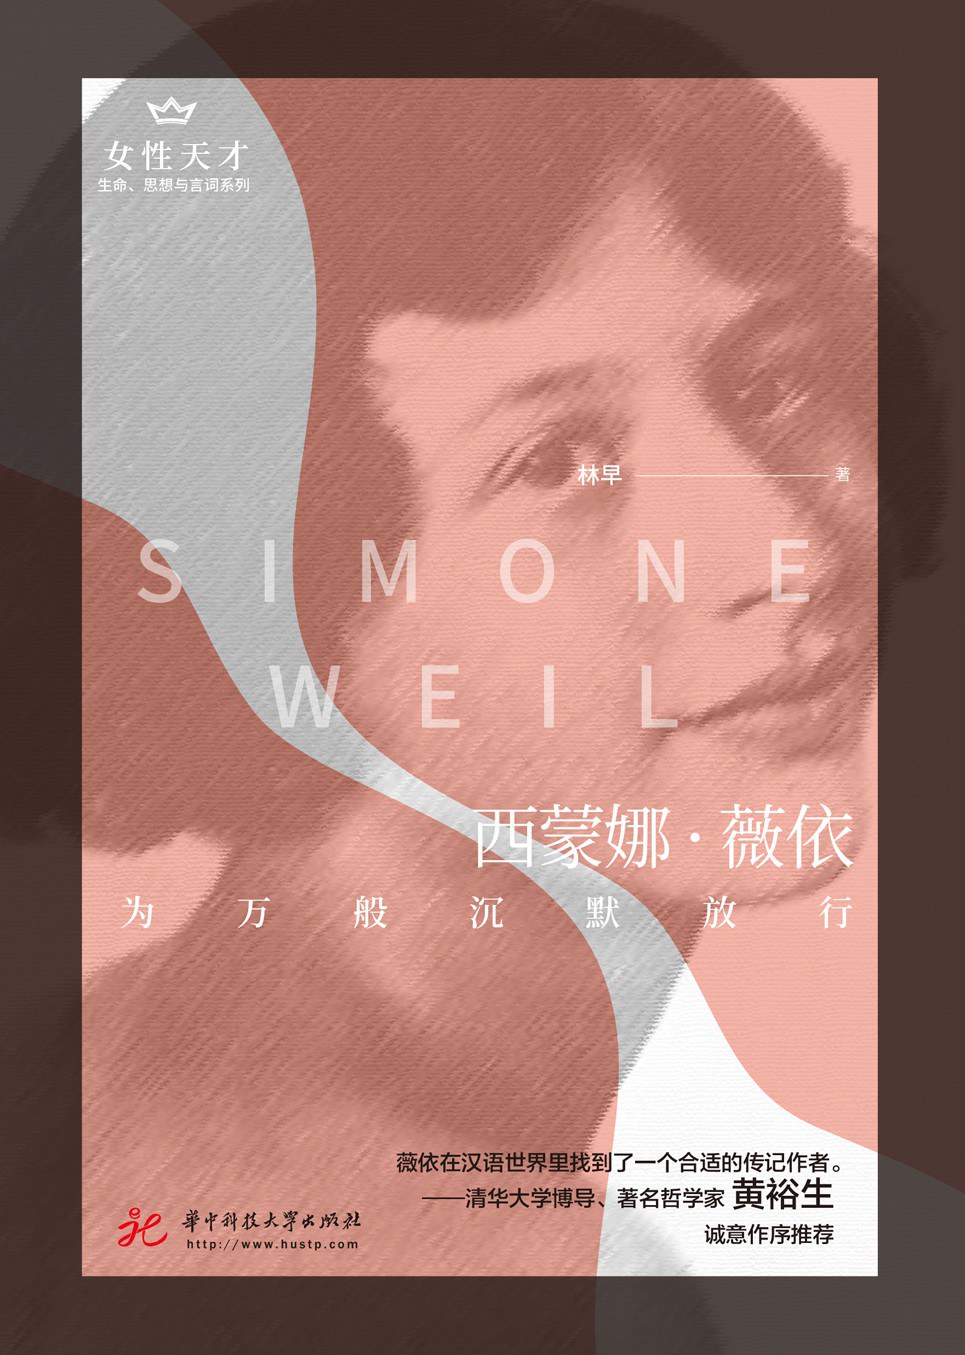 女性天才
生命、思想与言词系列
林早 著
SIMONE
WEIL
西蒙娜·薇依
为万般沉默放行
薇依在汉语世界里找到了一个合适的传记作者。
——清华大学博导、著名哲学家 黄裕生
诚意作序推荐
華中科技大學出版社
http://www.hustp.com